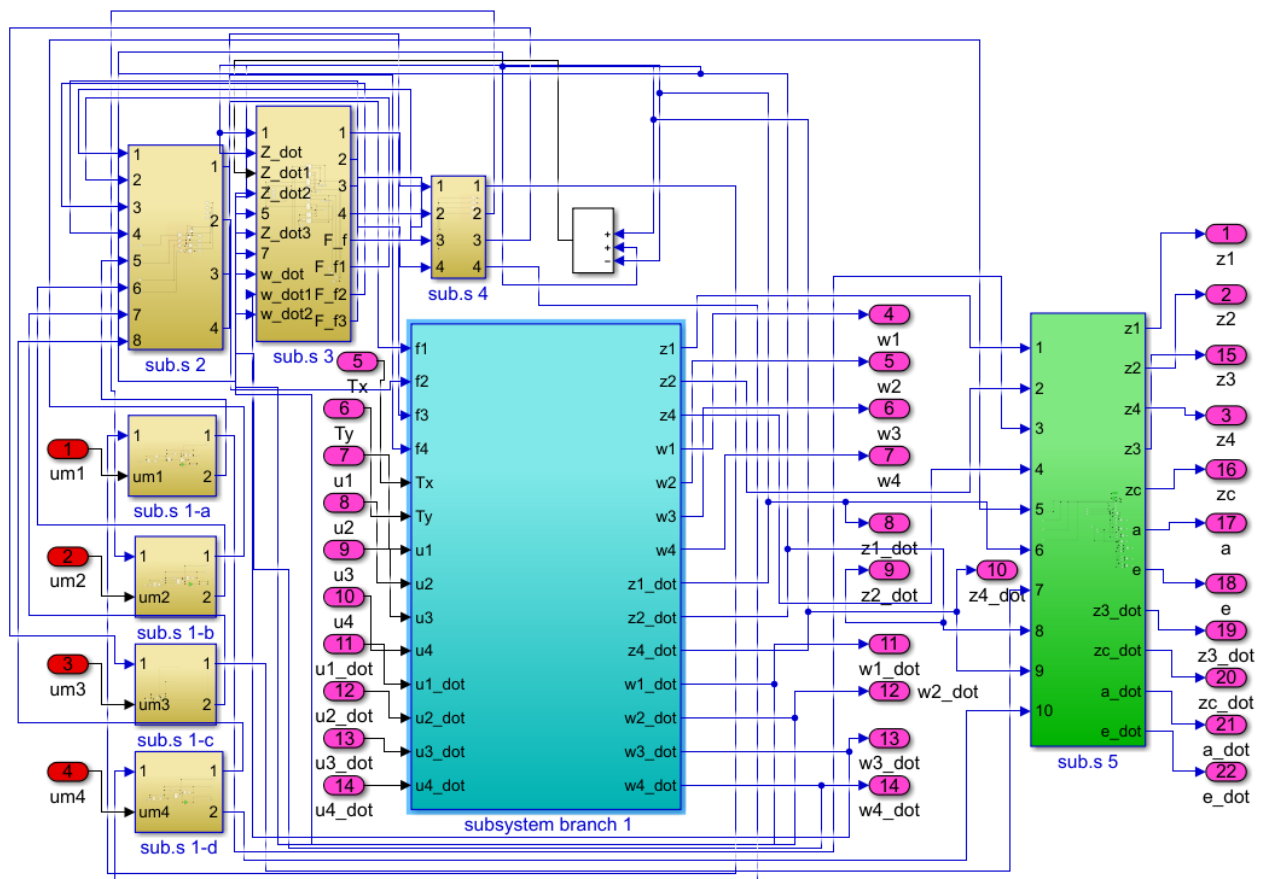 1
2
3
4
5
6
7
8
1
2
3
4
sub.s 2
1
Z_dot
Z_dot1
Z_dot2
5
Z_dot3
7
w_dot
w_dot1
w_dot2
1
2
3
4
F_f
F_f1
F_f2
F_f3
sub.s 3
1
2
3
4
1
2
3
4
sub.s 4
+
+
−
1
um1
1
um1
1
2
sub.s 1-a
2
um2
1
um2
1
2
sub.s 1-b
3
um3
1
um3
1
2
sub.s 1-c
4
um4
1
um4
1
2
sub.s 1-d
5
Tx
6
Ty
7
u1
8
u2
9
u3
10
u4
11
u1_dot
12
u2_dot
13
u3_dot
14
u4_dot
f1
f2
f3
f4
Tx
Ty
u1
u2
u3
u4
u1_dot
u2_dot
u3_dot
u4_dot
z1
z2
z4
w1
w2
w3
w4
z1_dot
z2_dot
z4_dot
w1_dot
w2_dot
w3_dot
w4_dot
subsystem branch 1
4
w1
5
w2
6
w3
7
w4
8
z1_dot
9
z2_dot
10
z4_dot
11
w1_dot
12
w2_dot
13
w3_dot
14
w4_dot
1
2
3
4
5
6
7
8
9
10
z1
z2
z4
z3
zc
a
e
z3_dot
zc_dot
a_dot
e_dot
sub.s 5
1
z1
2
z2
15
z3
3
z4
16
zc
17
a
18
e
19
z3_dot
20
zc_dot
21
a_dot
22
e_dot